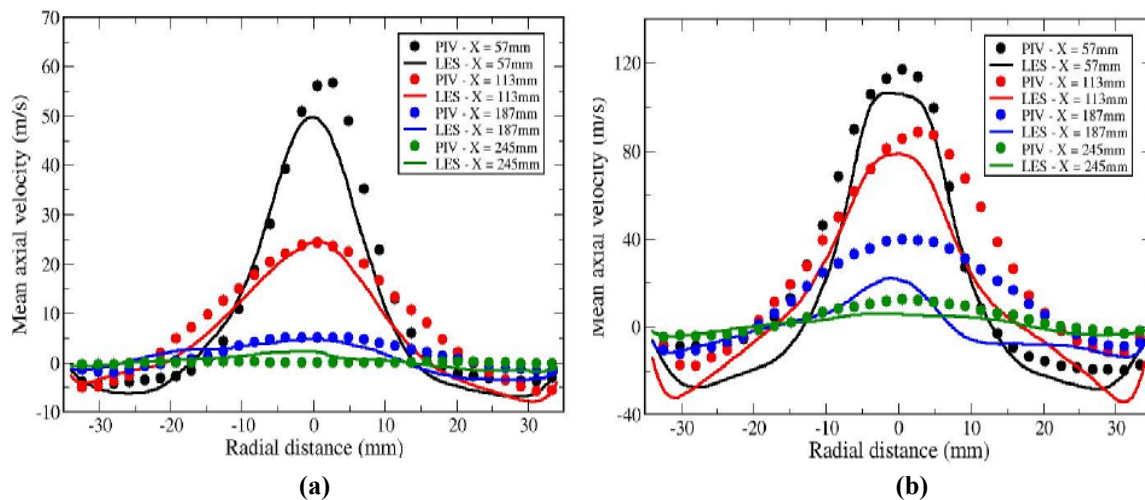 70
60
50
40
30
20
10
0
-10
Mean axial velocity (m/s)
PIV - X = 57mm
LES - X = 57mm
PIV - X = 113mm
LES - X = 113mm
PIV - X = 187mm
LES - X = 187mm
PIV - X = 245mm
LES - X = 245mm
-30 -20 -10 0 10 20 30
Radial distance (mm)
(a)
120
80
40
0
-40
Mean axial velocity (m/s)
PIV - X = 57mm
LES - X = 57mm
PIV - X = 113mm
LES - X = 113mm
PIV - X = 187mm
LES - X = 187mm
PIV - X = 245mm
LES - X = 245mm
-30 -20 -10 0 10 20 30
Radial distance (mm)
(b)